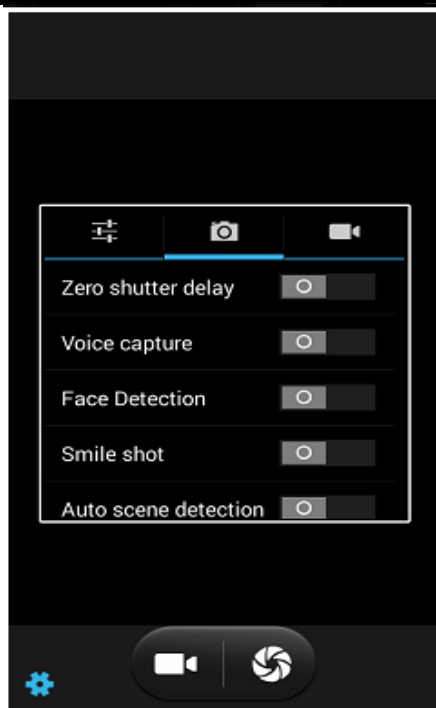 Zero shutter delay
Voice capture
Face Detection
Smile shot
Auto scene detection